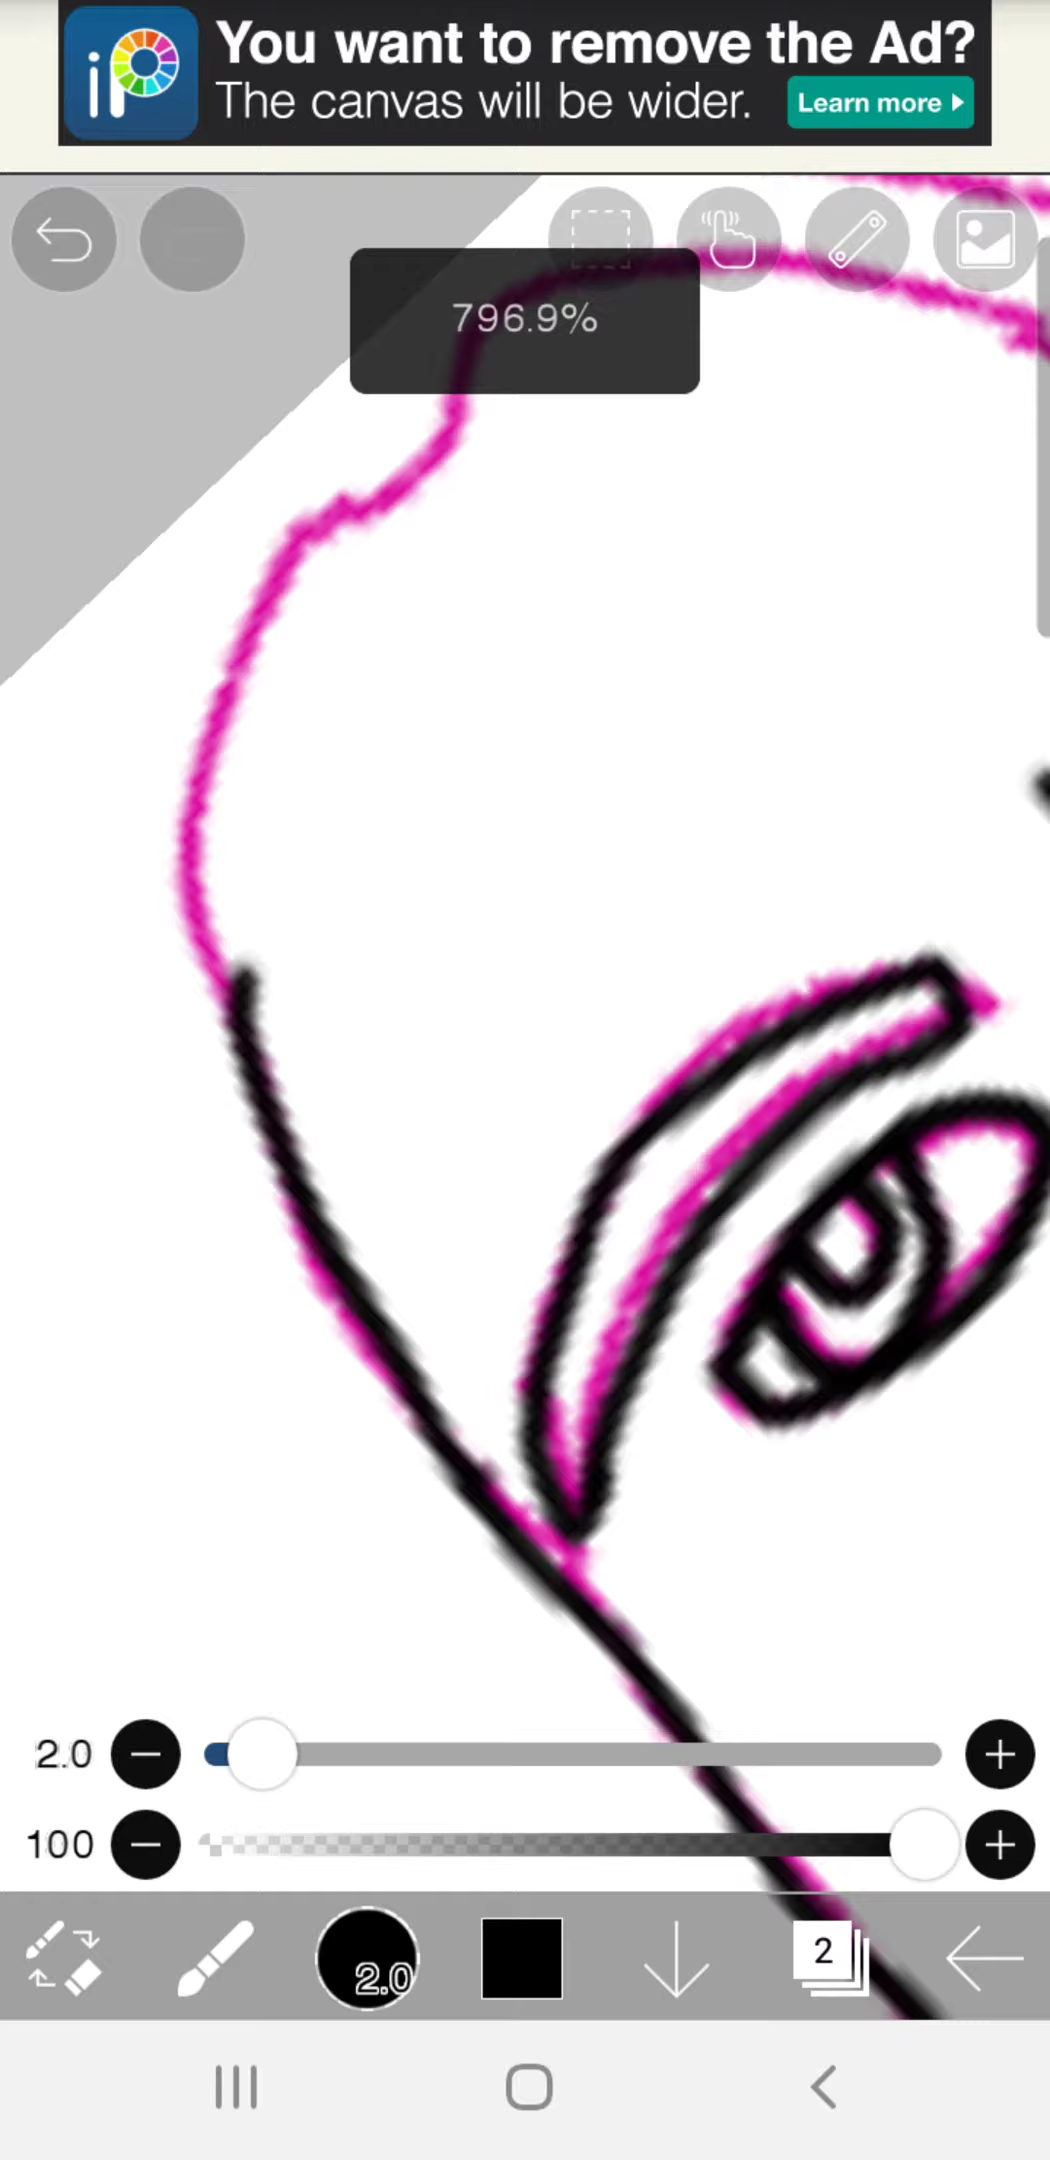 iP
You want to remove the Ad?
The canvas will be wider.
Learn more
796.9%
2.0
100
2.0
2